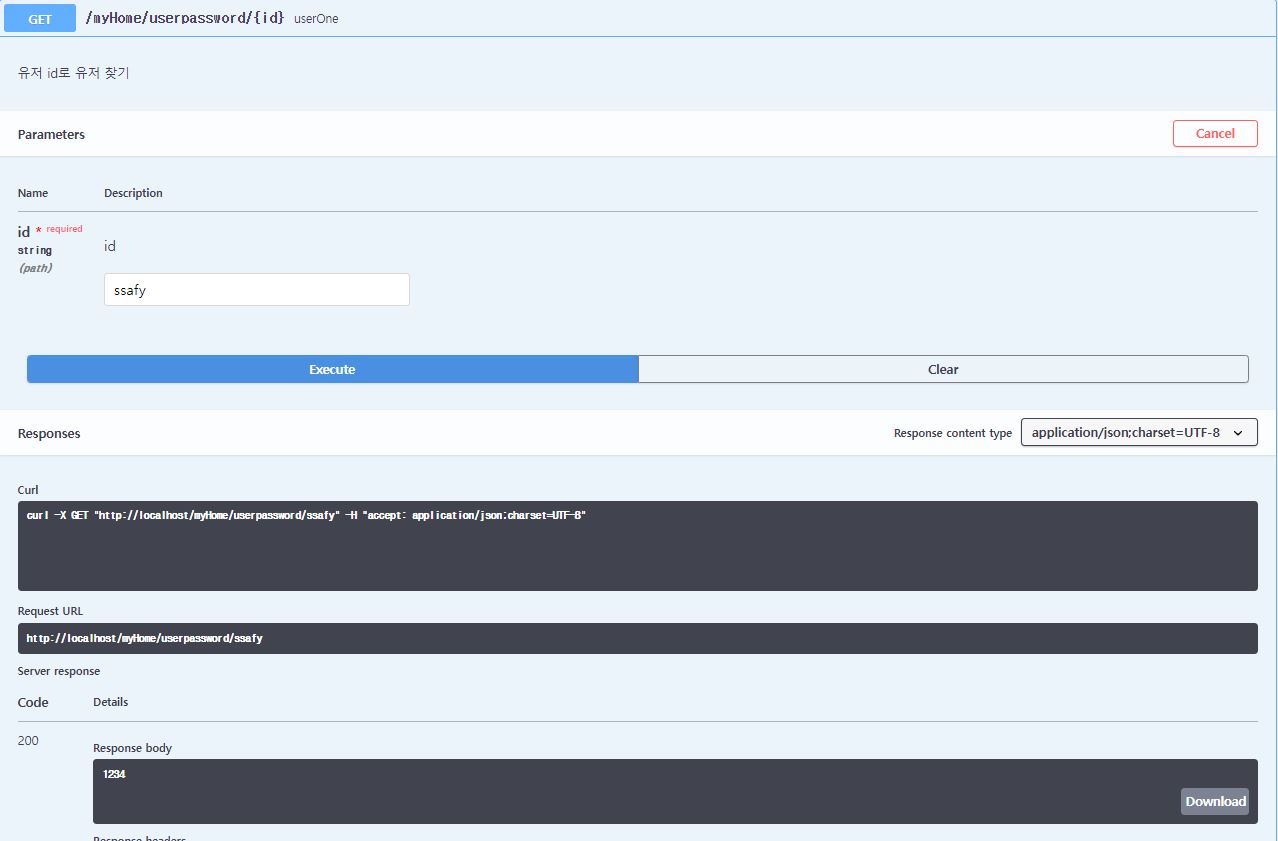 GET /myHome/userpassword/{id} userOne
유저 id로 유저 찾기
Parameters
Cancel
Name Description
id * required
string
(path)
id
ssafy
Execute
Clear
Responses
Response content type application/json;charset=UTF-8
Curl
curl -X GET "http://localhost/myHome/userpassword/ssafy" -H "accept: application/json;charset=UTF-8"
Request URL
http://localhost/myHome/userpassword/ssafy
Server response
Code Details
200
Response body
1234
Download
Response headers